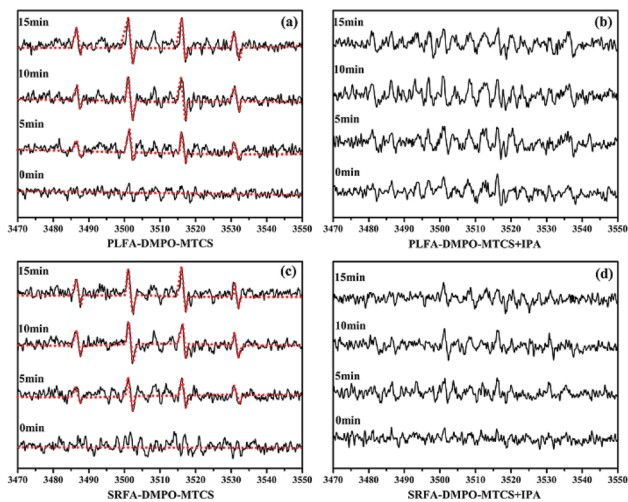 (a)
15min
10min
5min
0min
3470 3480 3490 3500 3510 3520 3530 3540 3550
PLFA-DMPO-MTCS
(b)
15min
10min
5min
0min
3470 3480 3490 3500 3510 3520 3530 3540 3550
PLFA-DMPO-MTCS+IPA
(c)
15min
10min
5min
0min
3470 3480 3490 3500 3510 3520 3530 3540 3550
SRFA-DMPO-MTCS
(d)
15min
10min
5min
0min
3470 3480 3490 3500 3510 3520 3530 3540 3550
SRFA-DMPO-MTCS+IPA